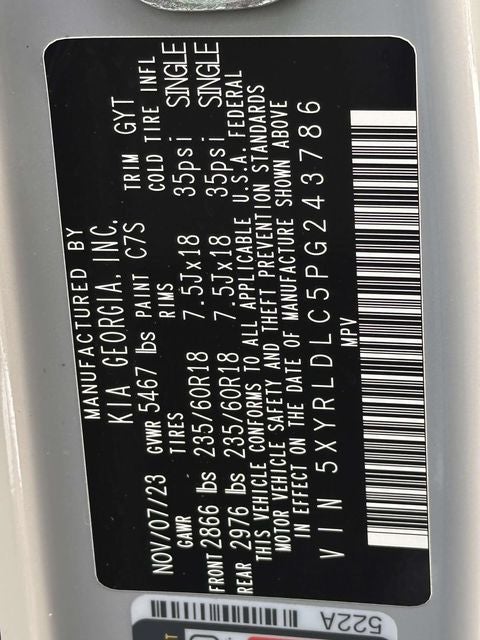 MANUFACTURED BY
KIA GEORGIA, INC.
NOV/07/23 GVWR 5467 lbs PAINT C7S TRIM GYT
GAWR TIRES RIMS COLD TIRE INFL
FRONT 2866 lbs 235/60R18 7.5Jx18 35psi SINGLE
REAR 2976 lbs 235/60R18 7.5Jx18 35psi SINGLE
THIS VEHICLE CONFORMS TO ALL APPLICABLE U.S.A. FEDERAL
MOTOR VEHICLE SAFETY AND THEFT PREVENTION STANDARDS
IN EFFECT ON THE DATE OF MANUFACTURE SHOWN ABOVE
VIN 5XYRLDLC5PG243786
MPV
522A